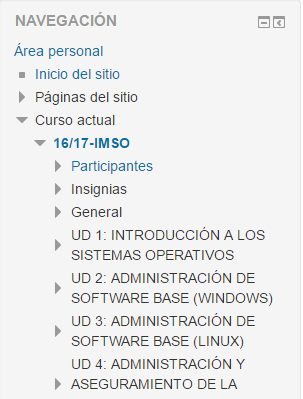 NAVEGACIÓN
Área personal
Inicio del sitio
Páginas del sitio
Curso actual
16/17-IMSO
Participantes
Insignias
General
UD 1: INTRODUCCIÓN A LOS
SISTEMAS OPERATIVOS
UD 2: ADMINISTRACIÓN DE
SOFTWARE BASE (WINDOWS)
UD 3: ADMINISTRACIÓN DE
SOFTWARE BASE (LINUX)
UD 4: ADMINISTRACIÓN Y
ASEGURAMIENTO DE LA